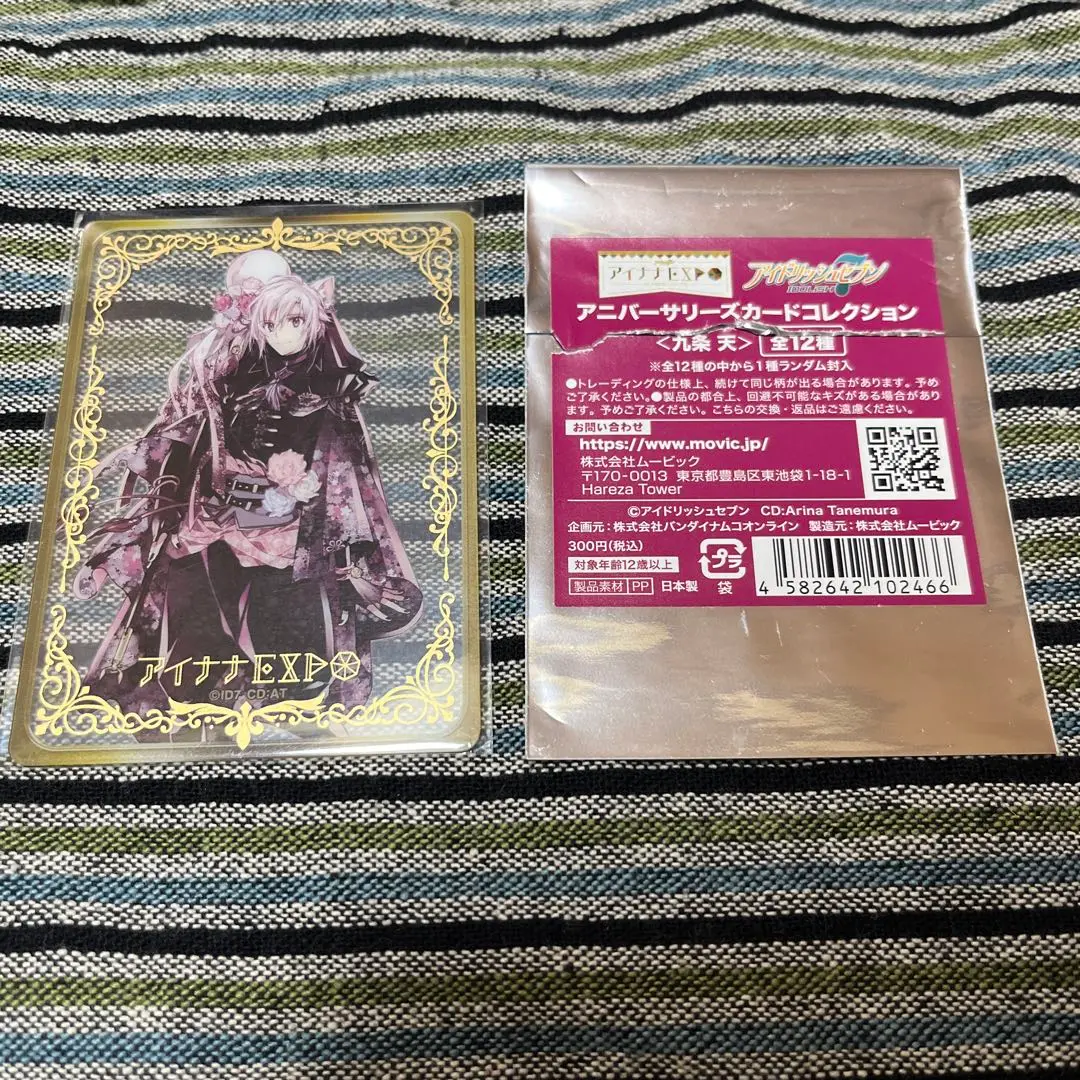 アイナナEXPO
©ID7 CD:AT
アイナナEXPO
アイドリッシュセブン
IDOLiSH7
アニバーサリーズカードコレクション
<九条 天> 全12種
※全12種の中から1種ランダム封入
●トレーディングの仕様上、続けて同じ柄が出る場合があります。予め
ご了承ください。●製品の都合上、回避不可能なキズがある場合があり
ます。予めご了承ください。こちらの交換・返品はご遠慮ください。
お問い合わせ
https://www.movic.jp/
株式会社ムービック
〒170-0013 東京都豊島区東池袋1-18-1
Hareza Tower
©アイドリッシュセブン CD:Arina Tanemura
企画元:株式会社バンダイナムコオンライン 製造元:株式会社ムービック
300円(税込)
対象年齢12歳以上
製品素材 PP 日本製
プラ
袋
4 582642 102466